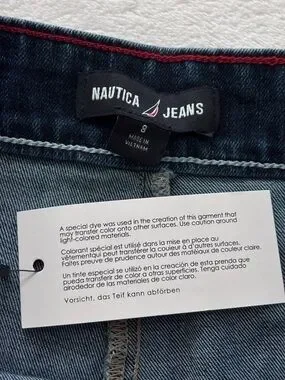 NAUTICA JEANS
8
MADE IN
VIETNAM
A special dye was used in the creation of this garment that
may transfer color onto other surfaces. Use caution around
light-colored materials.
Colorant spécial est utilisé dans la mise en place au
vêtementqui peut transférer la couleur à d'autres surfaces.
Faites preuve de prudence autour des matériaux de couleur claire.
Un tinte especial se utilizó en la creación de esta prenda que
pueda transferir de color a otras superficies. Tenga cuidado
alrededor de las materiales de color claro.
Vorsicht, das Teif kann abförben